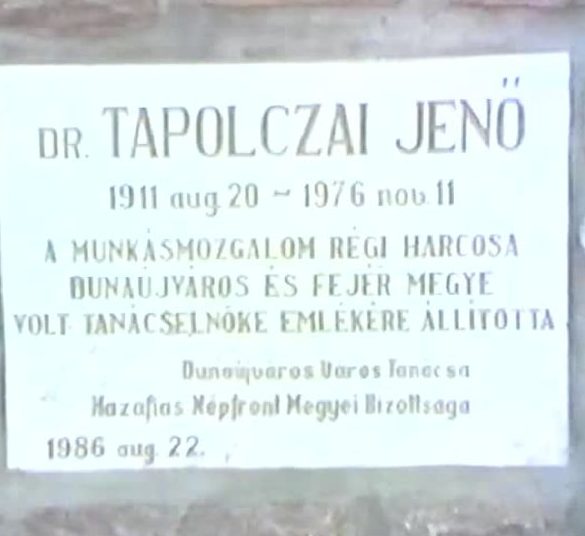 DR. TAPOLCZAI JENŐ
1911 aug. 20 - 1976 nov. 11
A MUNKÁSMOZGALOM RÉGI HARCOSA
DUNAÚJVÁROS ÉS FEJÉR MEGYE
VOLT TANÁCSELNÖKE EMLÉKÉRE ÁLLÍTOTTA
Dunaújváros Város Tanácsa
Hazafias Népfront Megyei Bizottsága
1986 aug. 22.